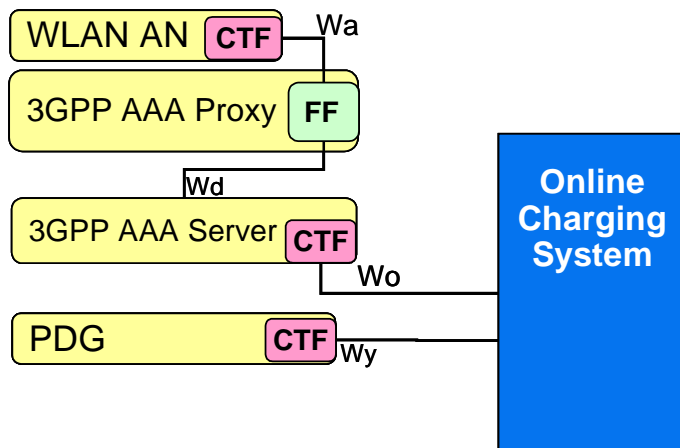 WLAN AN
CTF
Wa
3GPP AAA Proxy
FF
Wd
3GPP AAA Server
CTF
Wo
PDG
CTF
Wy
Online
Charging
System